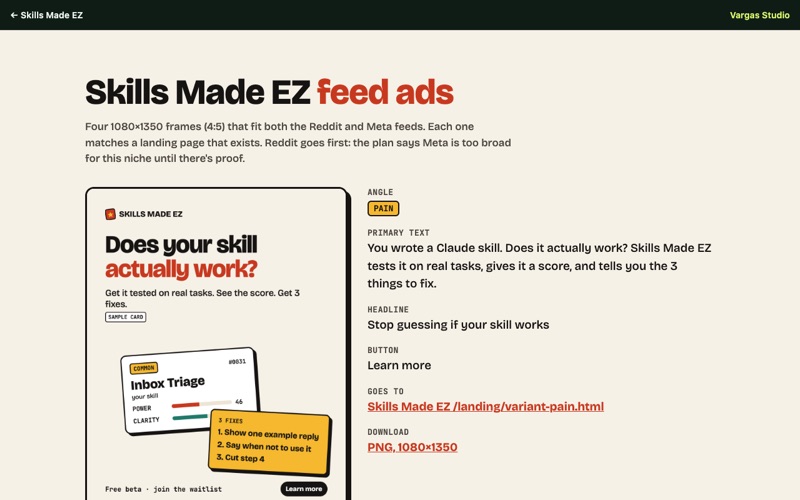 ← Skills Made EZ
Vargas Studio
Skills Made EZ feed ads
Four 1080×1350 frames (4:5) that fit both the Reddit and Meta feeds. Each one
matches a landing page that exists. Reddit goes first: the plan says Meta is too broad
for this niche until there's proof.
SKILLS MADE EZ
Does your skill
actually work?
Get it tested on real tasks. See the score. Get 3
fixes.
SAMPLE CARD
COMMON
#0031
Inbox Triage
your skill
POWER
46
CLARITY
3 FIXES
1. Show one example reply
2. Say when not to use it
3. Cut step 4
Free beta · join the waitlist
Learn more
ANGLE
PAIN
PRIMARY TEXT
You wrote a Claude skill. Does it actually work? Skills Made EZ
tests it on real tasks, gives it a score, and tells you the 3
things to fix.
HEADLINE
Stop guessing if your skill works
BUTTON
Learn more
GOES TO
Skills Made EZ /landing/variant-pain.html
DOWNLOAD
PNG, 1080×1350